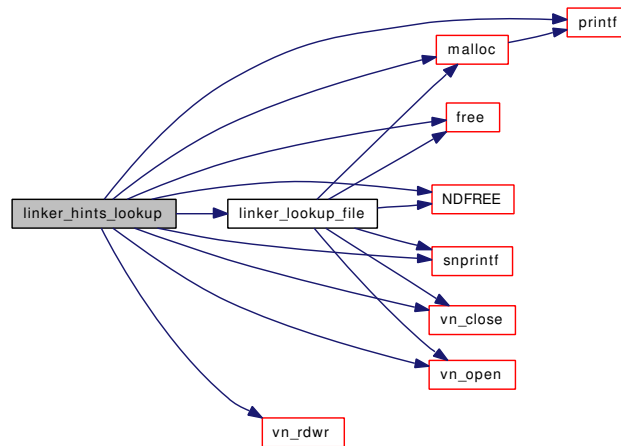 printf
malloc
free
NDFREE
linker_hints_lookup
linker_lookup_file
snprintf
vn_close
vn_open
vn_rdwr